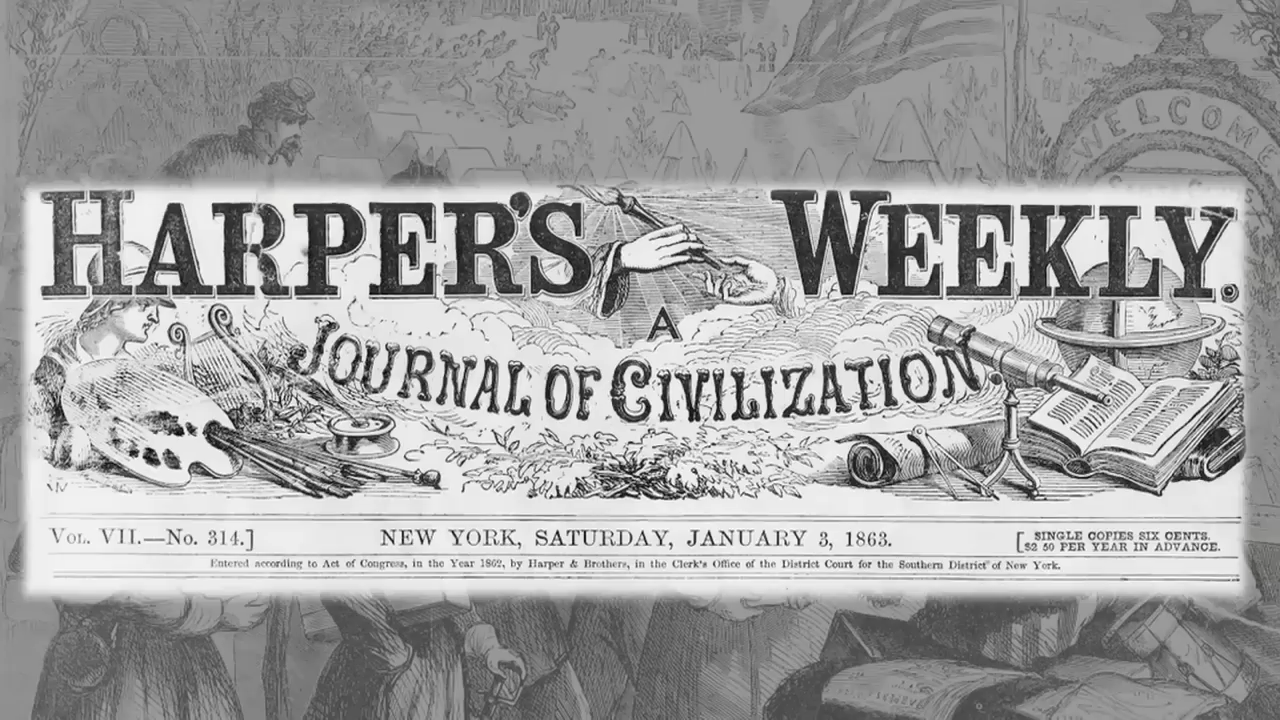 WELCOME
HARPER'S WEEKLY.
A
JOURNAL OF CIVILIZATION
VOL. VII.—No. 314.]
NEW YORK, SATURDAY, JANUARY 3, 1863.
[SINGLE COPIES SIX CENTS.
$2 50 PER YEAR IN ADVANCE.
Entered according to Act of Congress, in the Year 1862, by Harper & Brothers, in the Clerk's Office of the District Court for the Southern District of New York.